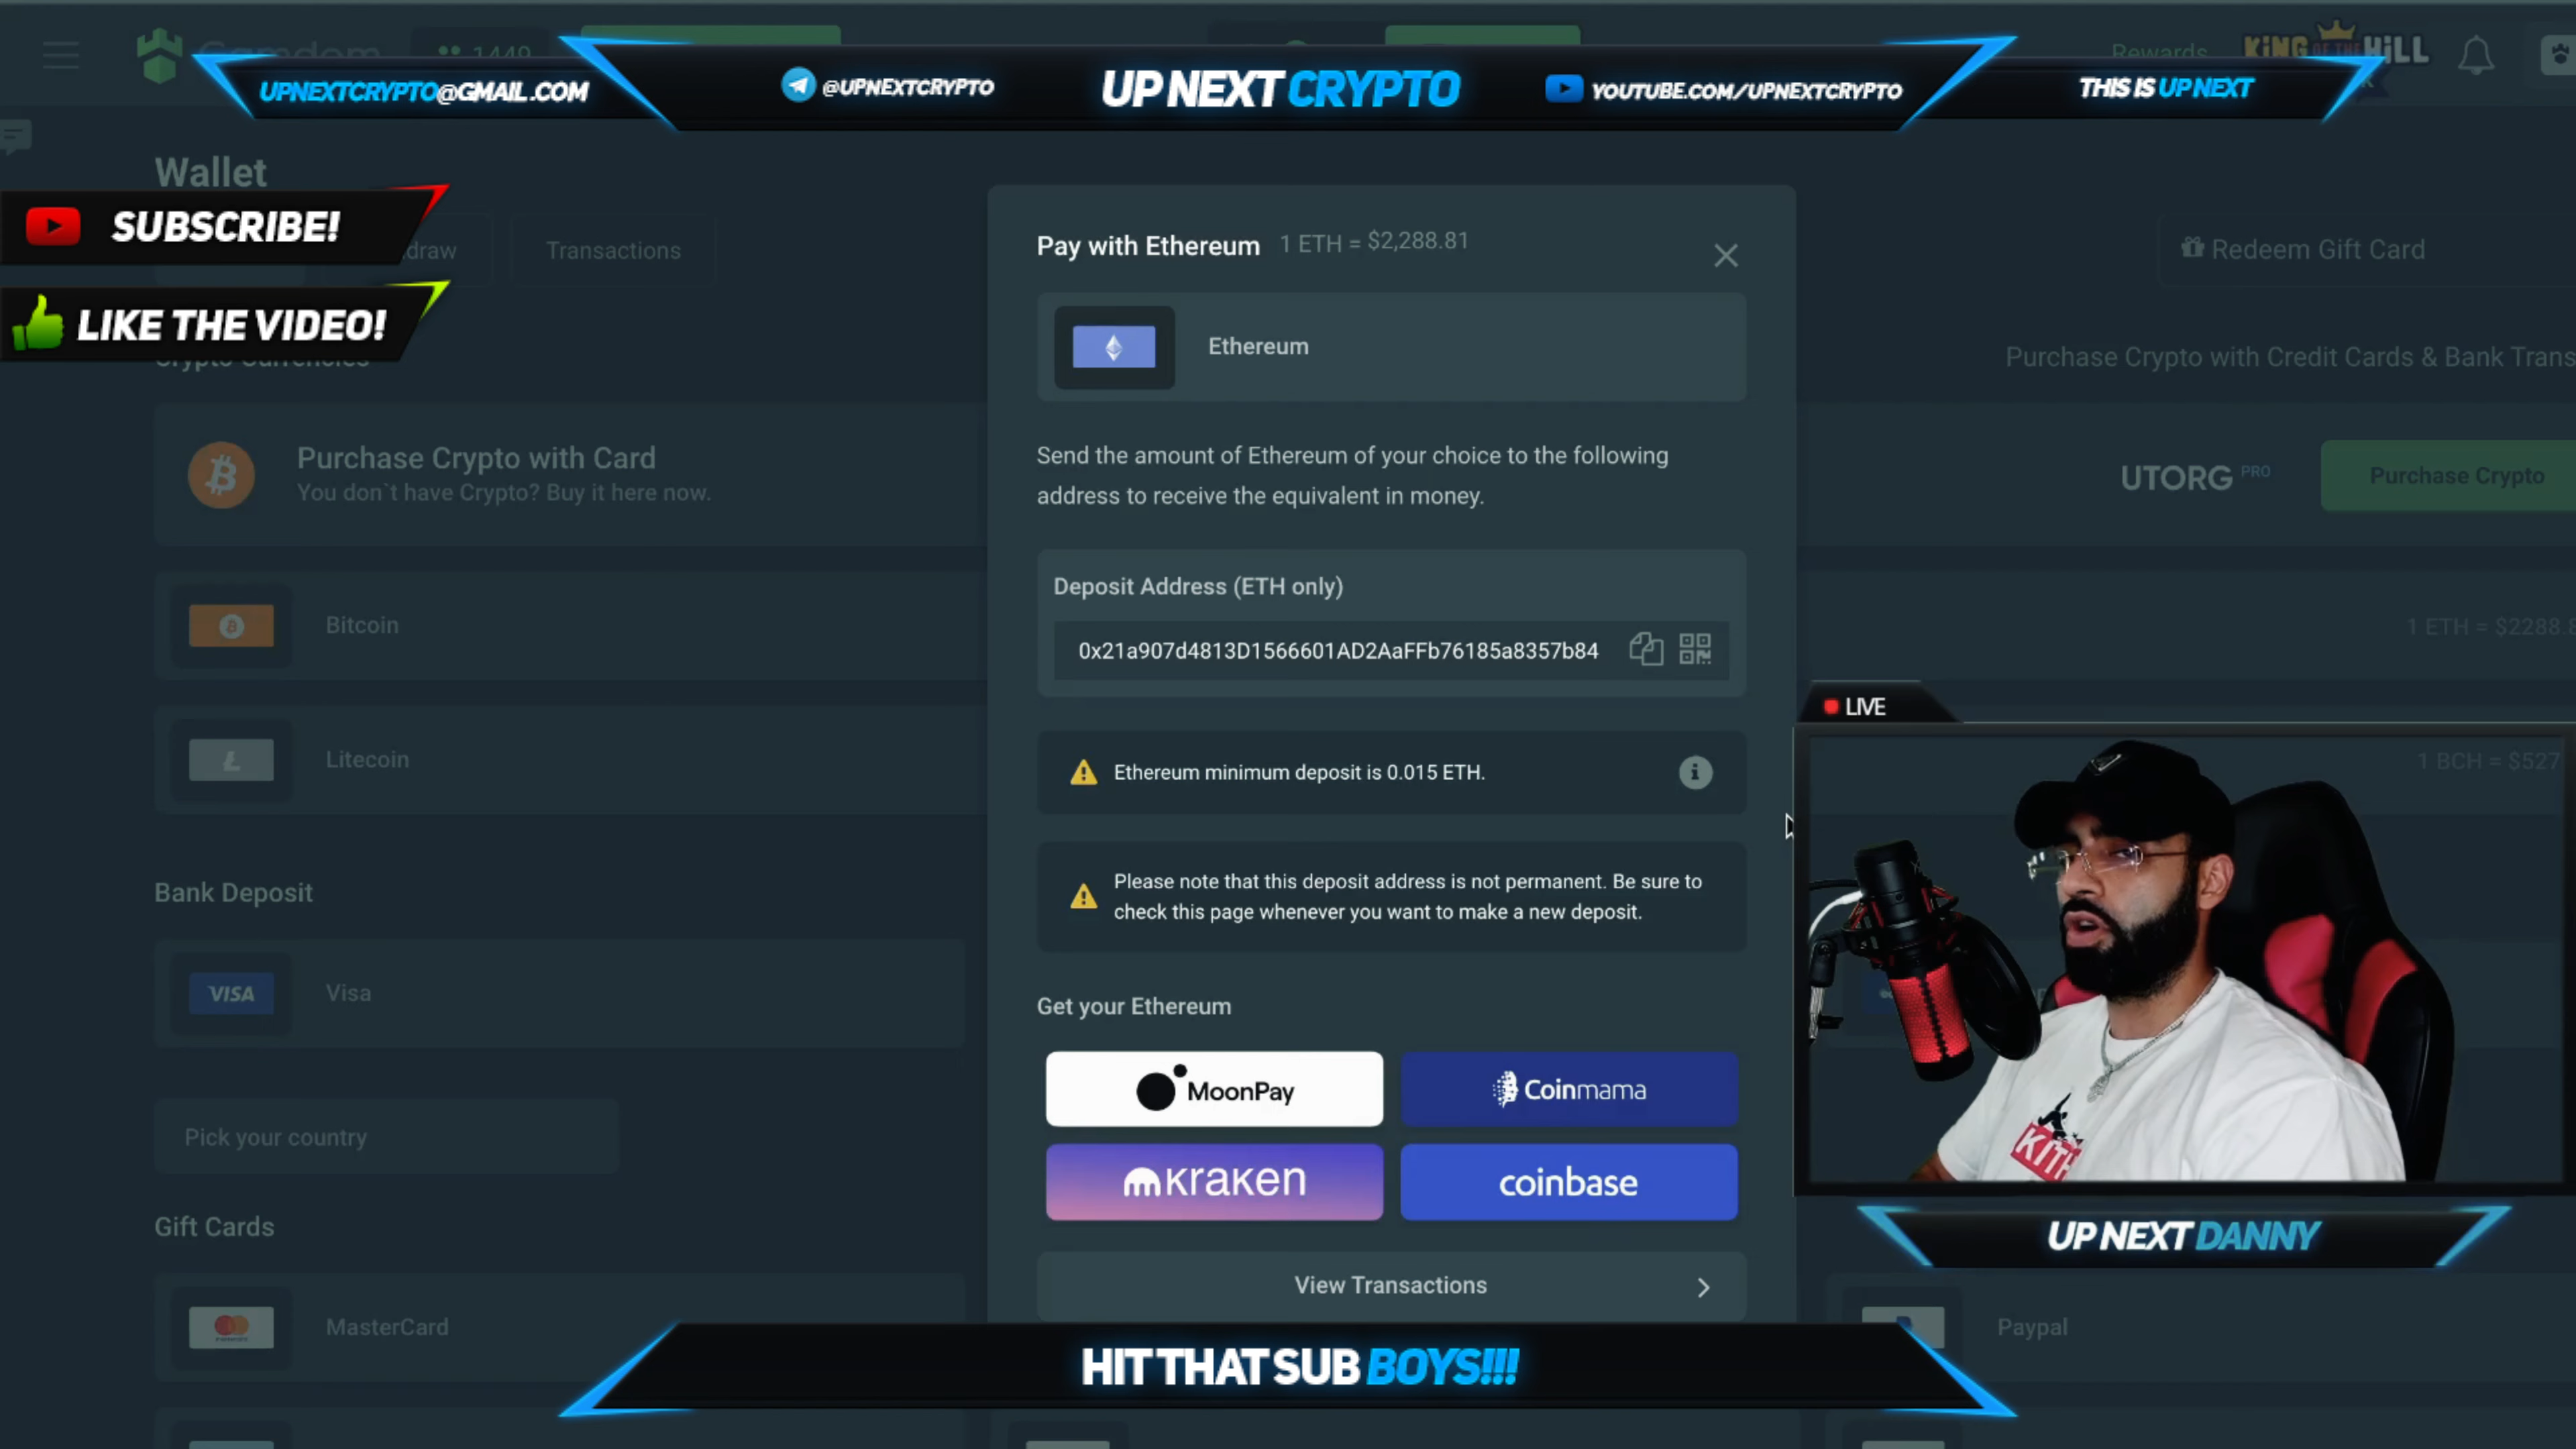 Gamdom
1449
Rewards
KING OF THE HILL
UPNEXTCRYPTO@GMAIL.COM
@UPNEXTCRYPTO
UP NEXT CRYPTO
YOUTUBE.COM/UPNEXTCRYPTO
THIS IS UP NEXT
Wallet
SUBSCRIBE!
Transactions
LIKE THE VIDEO!
Crypto Currencies
Pay with Ethereum 1 ETH = $2,288.81
Redeem Gift Card
Ethereum
Purchase Crypto with Credit Cards & Bank Trans
Purchase Crypto with Card
You don`t have Crypto? Buy it here now.
Send the amount of Ethereum of your choice to the following
address to receive the equivalent in money.
UTORG PRO
Purchase Crypto
Deposit Address (ETH only)
0x21a907d4813D1566601AD2AaFFb76185a8357b84
Bitcoin
1 ETH = $2288.8
LIVE
Litecoin
Ethereum minimum deposit is 0.015 ETH.
1 BCH = $527
Please note that this deposit address is not permanent. Be sure to
check this page whenever you want to make a new deposit.
Bank Deposit
VISA
Visa
Get your Ethereum
MoonPay
Coinmama
Pick your country
kraken
coinbase
KITH
Gift Cards
UP NEXT DANNY
View Transactions
MasterCard
Paypal
HIT THAT SUB BOYS!!!